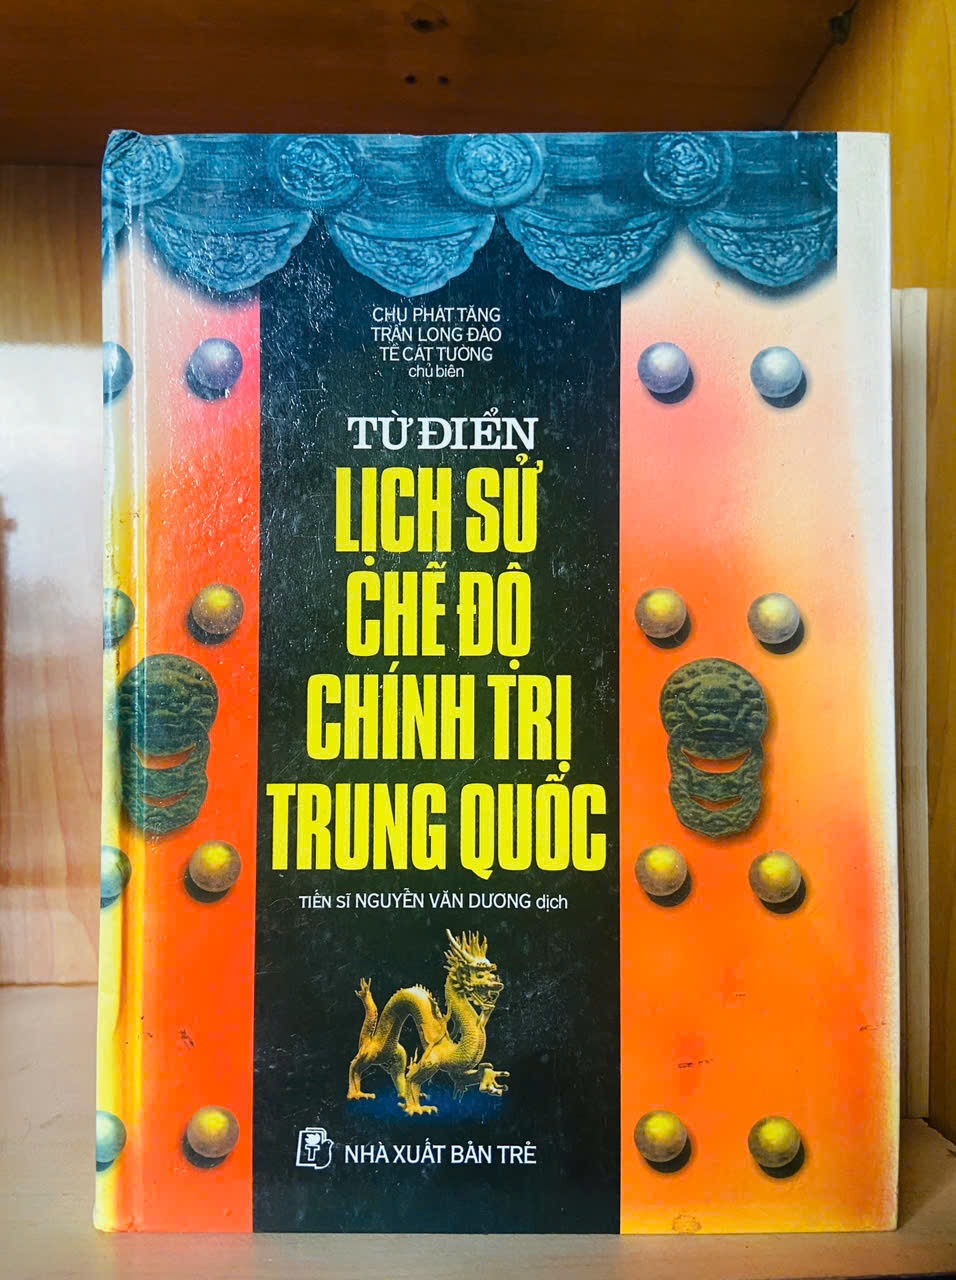 CHU PHÁT TĂNG
TRẦN LONG ĐÀO
TỀ CÁT TƯỜNG
chủ biên
TỪ ĐIỂN
LỊCH SỬ
CHẾ ĐỘ
CHÍNH TRỊ
TRUNG QUỐC
TIẾN SĨ NGUYỄN VĂN DƯƠNG dịch
T
NHÀ XUẤT BẢN TRẺ